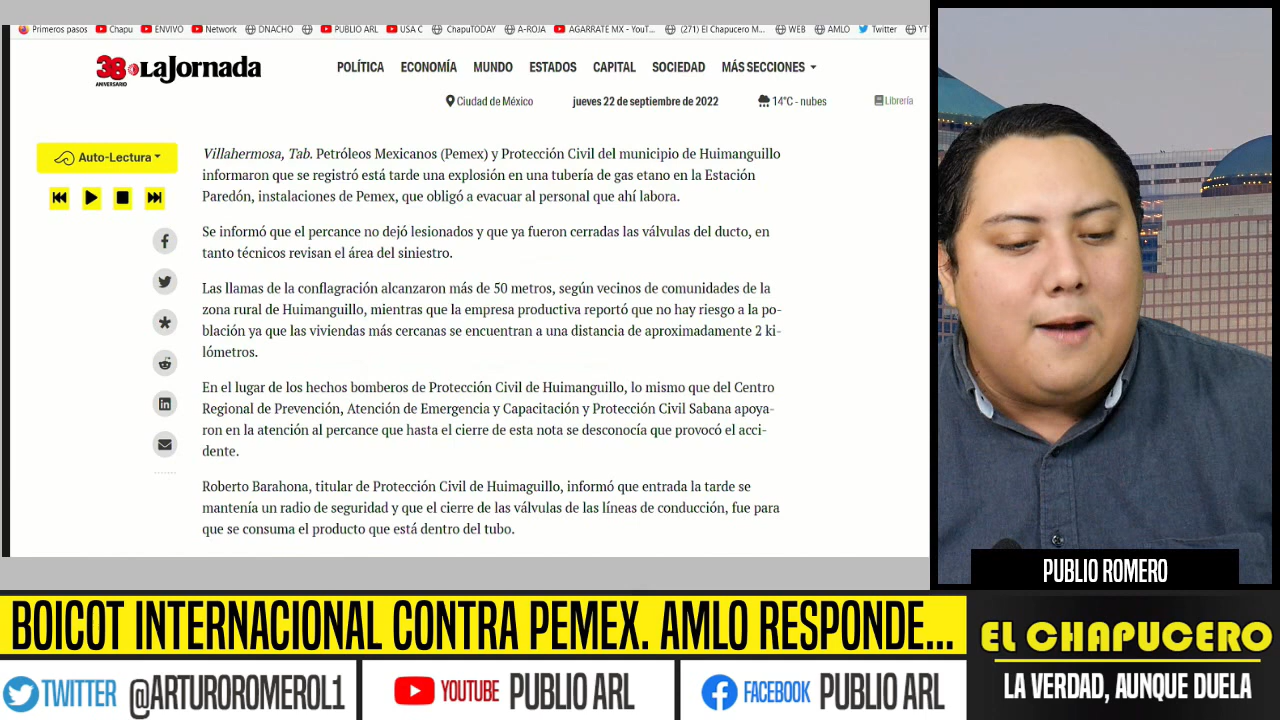 Primeros pasos Chapu ENVIVO Network DNACHO PUBLIO ARL USA C ChapuTODAY A-ROJA AGARRATE MX - YouT... (271) El Chapucero M... WEB AMLO Twitter YT
38 ANIVERSARIO La Jornada
POLÍTICA ECONOMÍA MUNDO ESTADOS CAPITAL SOCIEDAD MÁS SECCIONES
Ciudad de México jueves 22 de septiembre de 2022 14°C - nubes Librería
Auto-Lectura
Villahermosa, Tab. Petróleos Mexicanos (Pemex) y Protección Civil del municipio de Huimanguillo
informaron que se registró está tarde una explosión en una tubería de gas etano en la Estación
Paredón, instalaciones de Pemex, que obligó a evacuar al personal que ahí labora.
Se informó que el percance no dejó lesionados y que ya fueron cerradas las válvulas del ducto, en
tanto técnicos revisan el área del siniestro.
Las llamas de la conflagración alcanzaron más de 50 metros, según vecinos de comunidades de la
zona rural de Huimanguillo, mientras que la empresa productiva reportó que no hay riesgo a la po-
blación ya que las viviendas más cercanas se encuentran a una distancia de aproximadamente 2 ki-
lómetros.
En el lugar de los hechos bomberos de Protección Civil de Huimanguillo, lo mismo que del Centro
Regional de Prevención, Atención de Emergencia y Capacitación y Protección Civil Sabana apoya-
ron en la atención al percance que hasta el cierre de esta nota se desconocía que provocó el acci-
dente.
Roberto Barahona, titular de Protección Civil de Huimaguillo, informó que entrada la tarde se
mantenía un radio de seguridad y que el cierre de las válvulas de las líneas de conducción, fue para
que se consuma el producto que está dentro del tubo.
PUBLIO ROMERO
BOICOT INTERNACIONAL CONTRA PEMEX. AMLO RESPONDE...
EL CHAPUCERO
LA VERDAD, AUNQUE DUELA
TWITTER @ARTUROROMEROL1 YOUTUBE PUBLIO ARL FACEBOOK PUBLIO ARL